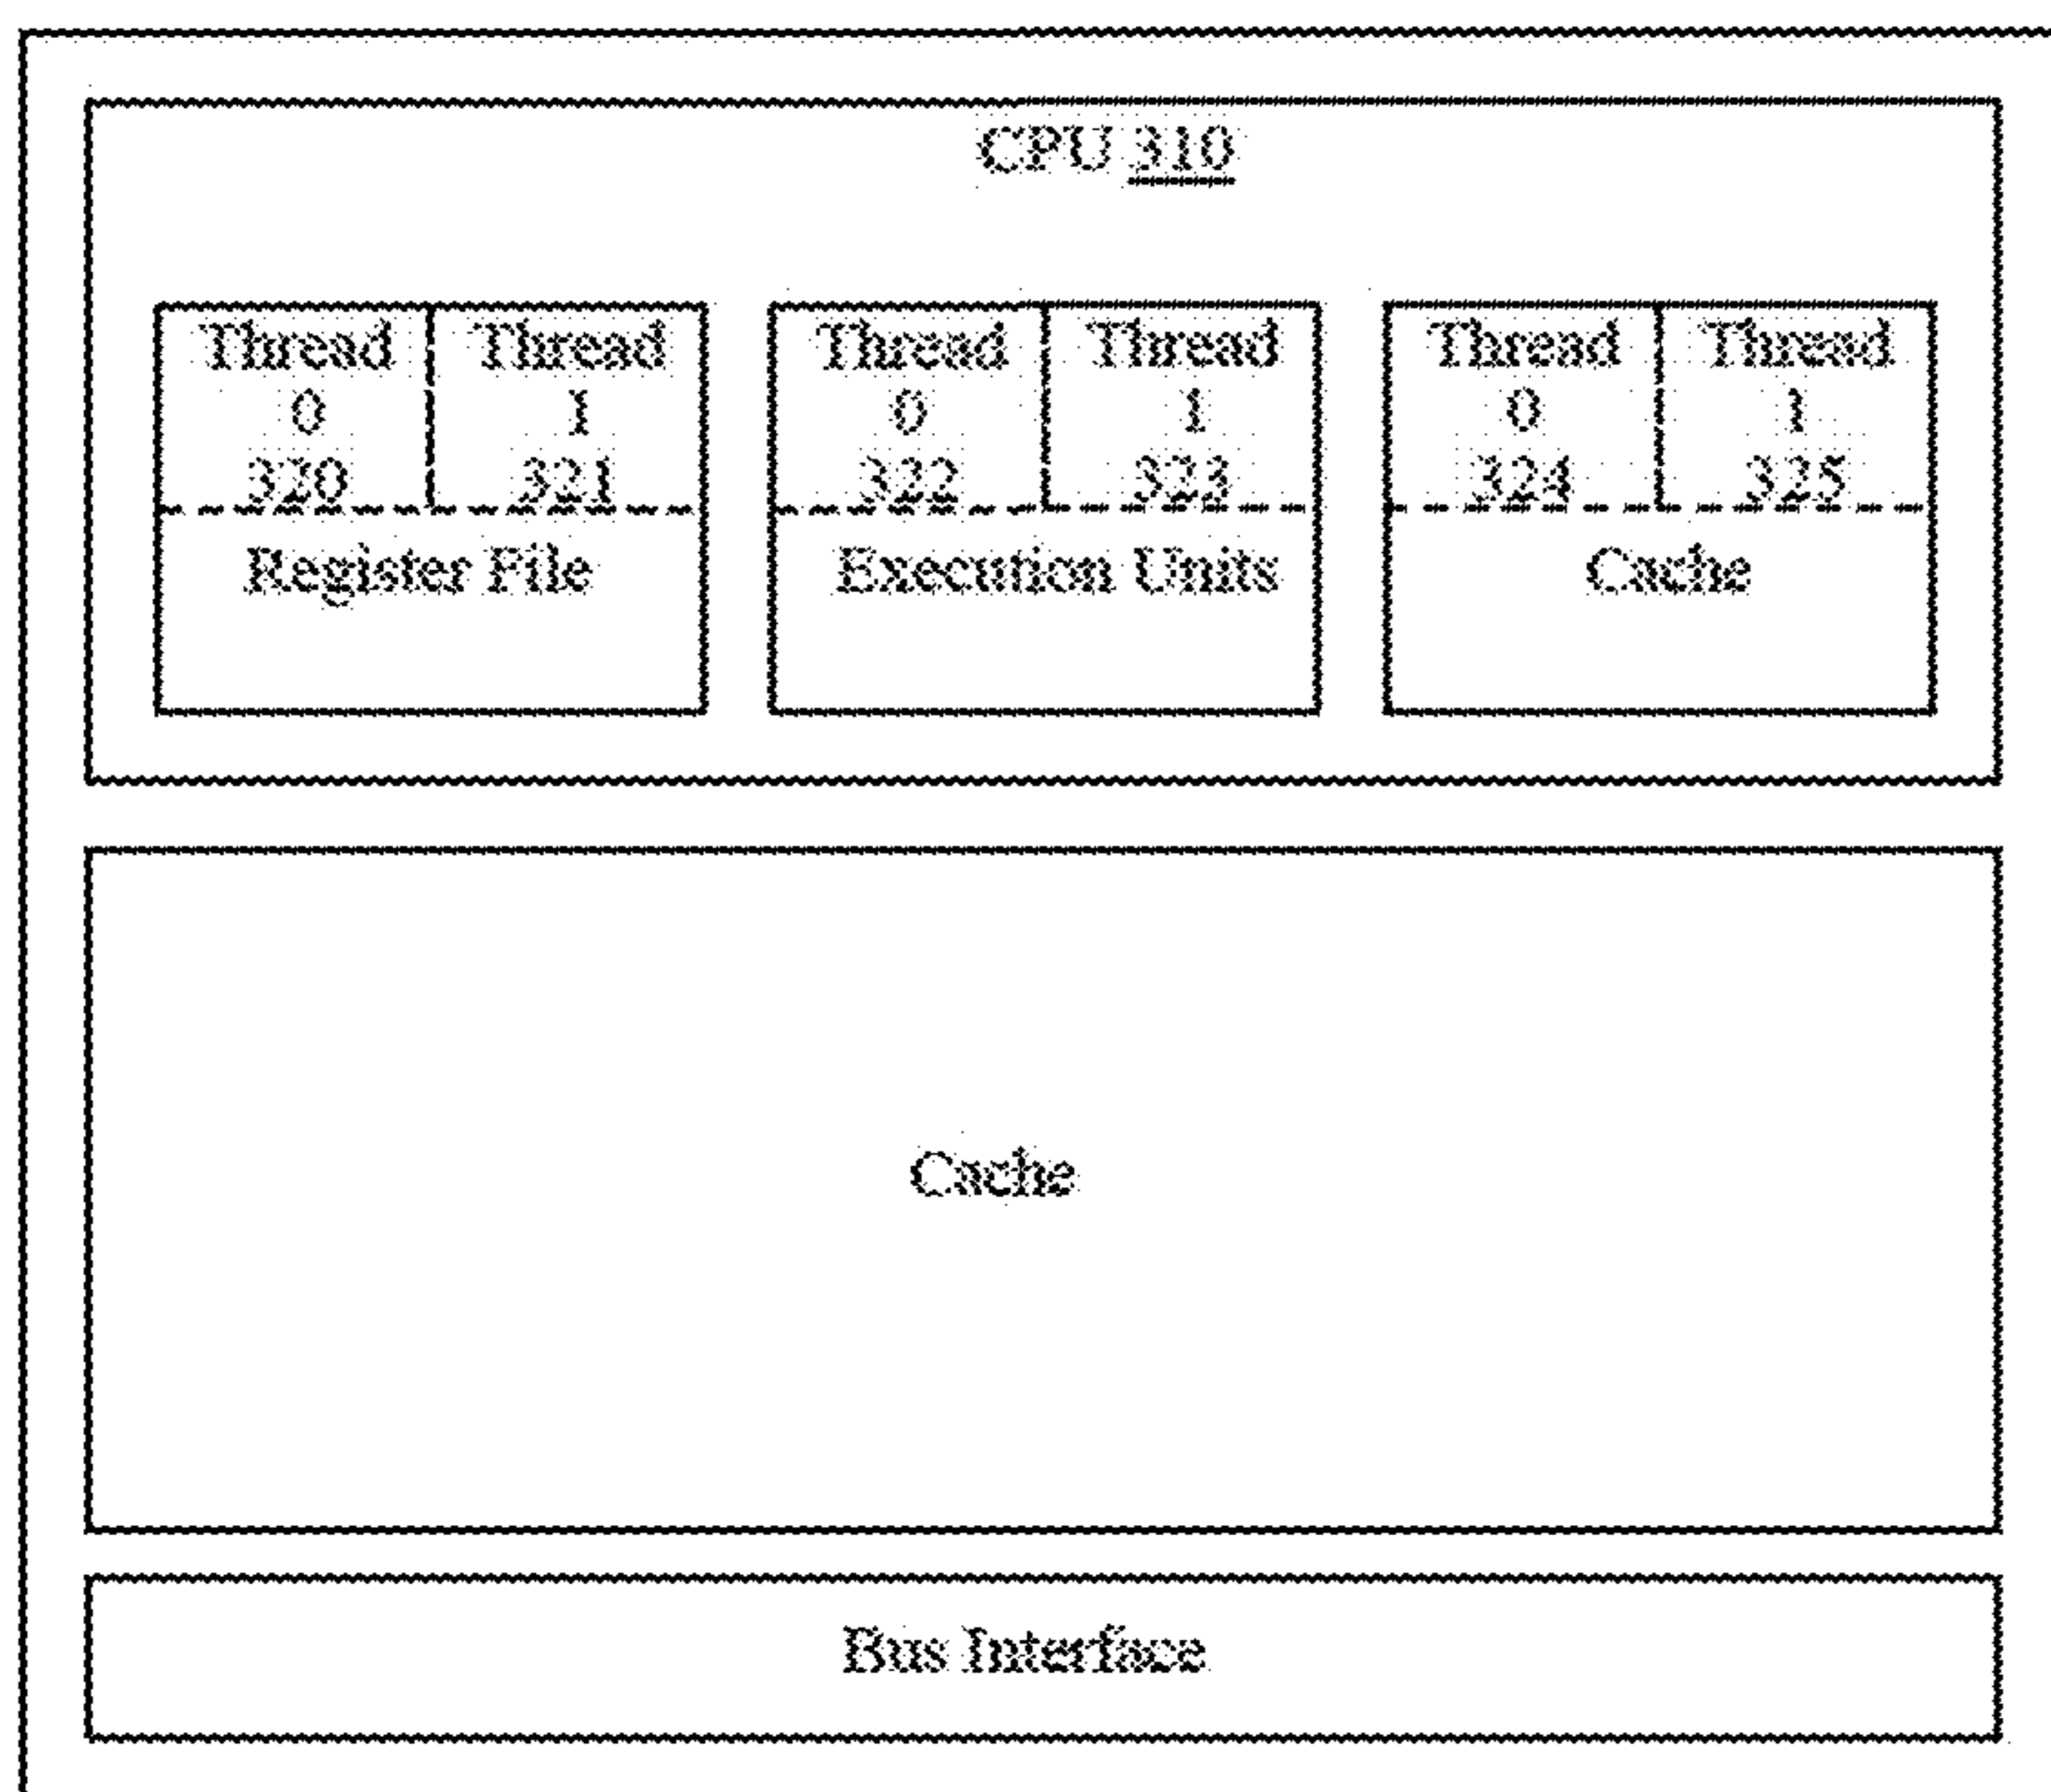 CPU 310
Thread Thread Thread Thread Thread Thread
0 1 0 1 0 1
320 321 322 323 324 325
Register File Execution Units Cache
Cache
Bus Interface